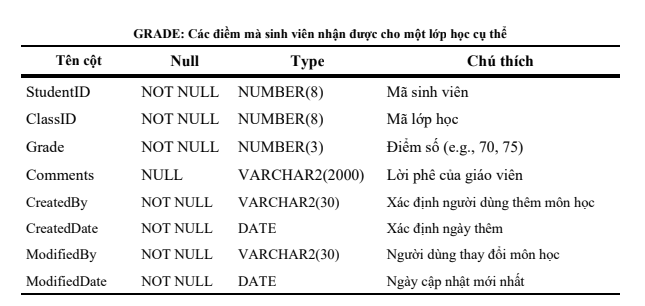 GRADE: Các điểm mà sinh viên nhận được cho một lớp học cụ thể
Tên cột Null Type Chú thích
StudentID NOT NULL NUMBER(8) Mã sinh viên
ClassID NOT NULL NUMBER(8) Mã lớp học
Grade NOT NULL NUMBER(3) Điểm số (e.g., 70, 75)
Comments NULL VARCHAR2(2000) Lời phê của giáo viên
CreatedBy NOT NULL VARCHAR2(30) Xác định người dùng thêm môn học
CreatedDate NOT NULL DATE Xác định ngày thêm
ModifiedBy NOT NULL VARCHAR2(30) Người dùng thay đổi môn học
ModifiedDate NOT NULL DATE Ngày cập nhật mới nhất